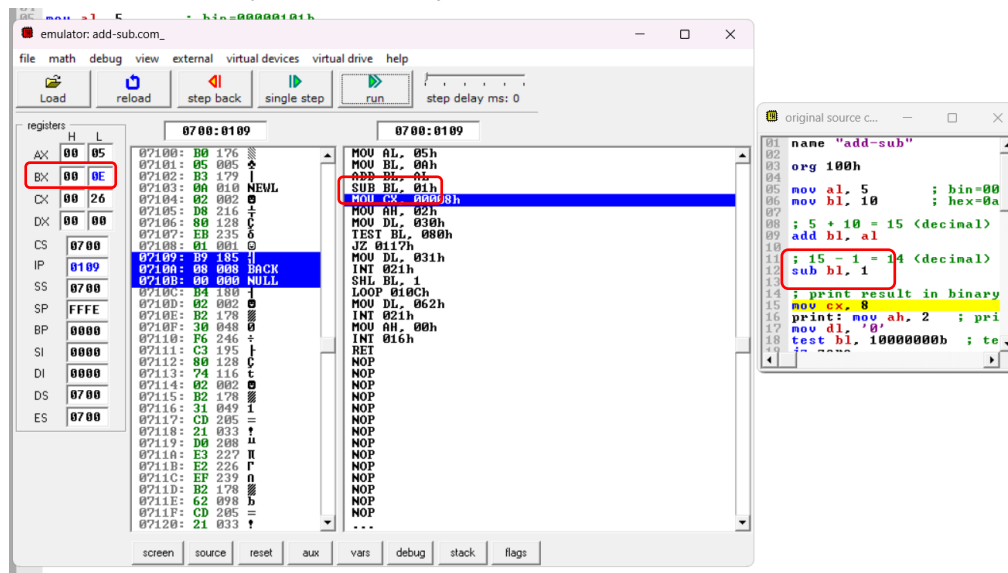 05 mov al, 5 ; bin=00000101b
emulator: add-sub.com_
file math debug view external virtual devices virtual drive help
Load reload step back single step run step delay ms: 0
registers
H L
AX 00 05
BX 00 0E
CX 00 26
DX 00 00
CS 0700
IP 0109
SS 0700
SP FFFE
BP 0000
SI 0000
DI 0000
DS 0700
ES 0700
0700:0109
07100: B0 176 ▒
07101: 05 005 ♣
07102: B3 179 │
07103: 0A 010 NEWL
07104: 02 002 ☻
07105: D8 216 ╪
07106: 80 128 Ç
07107: EB 235 δ
07108: 01 001 ☺
07109: B9 185 ╣
0710A: 08 008 BACK
0710B: 00 000 NULL
0710C: B4 180 ┤
0710D: 02 002 ☻
0710E: B2 178 ▓
0710F: 30 048 0
07110: F6 246 ÷
07111: C3 195 ├
07112: 80 128 Ç
07113: 74 116 t
07114: 02 002 ☻
07115: B2 178 ▓
07116: 31 049 1
07117: CD 205 =
07118: 21 033 !
07119: D0 208 ╨
0711A: E3 227 π
0711B: E2 226 Γ
0711C: EF 239 ∩
0711D: B2 178 ▓
0711E: 62 098 b
0711F: CD 205 =
07120: 21 033 !
0700:0109
MOV AL, 05h
MOV BL, 0Ah
ADD BL, AL
SUB BL, 01h
MOV CX, 00008h
MOV AH, 02h
MOV DL, 030h
TEST BL, 080h
JZ 0117h
MOV DL, 031h
INT 021h
SHL BL, 1
LOOP 010Ch
MOV DL, 062h
INT 021h
MOV AH, 00h
INT 016h
RET
NOP
NOP
NOP
NOP
NOP
NOP
NOP
NOP
NOP
NOP
NOP
NOP
NOP
NOP
...
screen source reset aux vars debug stack flags
original source c...
01 name "add-sub"
02
03 org 100h
04
05 mov al, 5 ; bin=00
06 mov bl, 10 ; hex=0a
07
08 ; 5 + 10 = 15 (decimal)
09 add bl, al
10
11 ; 15 - 1 = 14 (decimal)
12 sub bl, 1
13
14 ; print result in binary
15 mov cx, 8
16 print: mov ah, 2 ; pri
17 mov dl, '0'
18 test bl, 10000000b ; te
19 jz zero